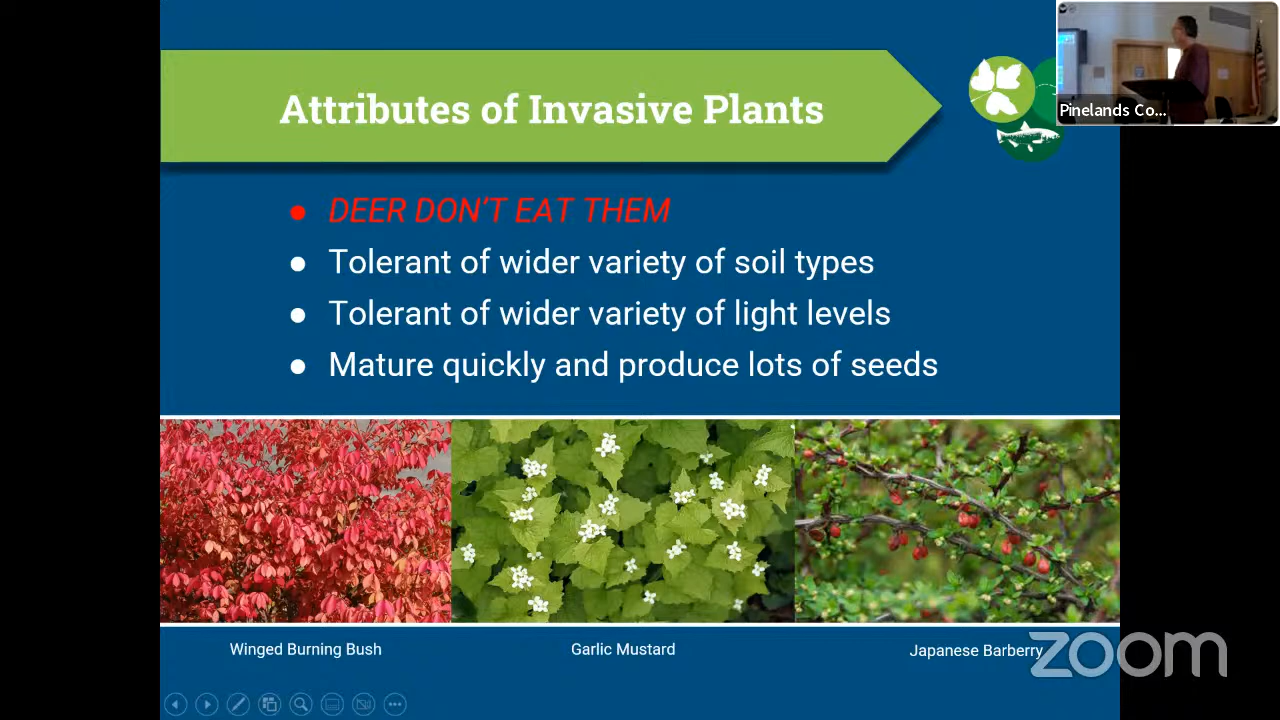 Attributes of Invasive Plants
Pinelands Co...
DEER DON'T EAT THEM
Tolerant of wider variety of soil types
Tolerant of wider variety of light levels
Mature quickly and produce lots of seeds
Winged Burning Bush
Garlic Mustard
Japanese Barberry
zoom